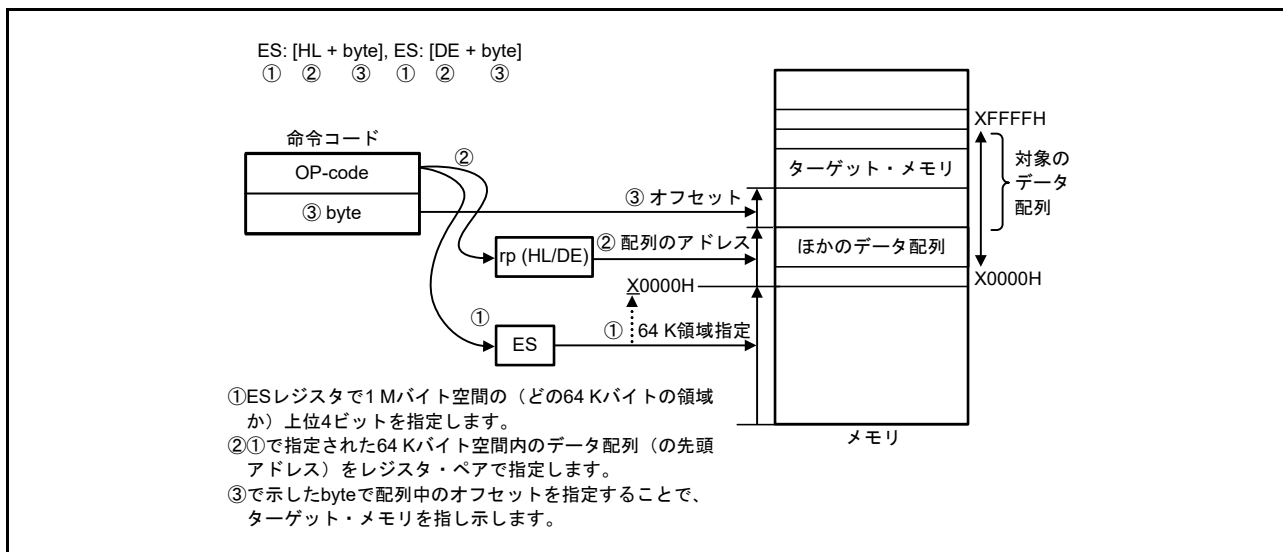 ES: [HL + byte], ES: [DE + byte]
① ② ③ ① ② ③
命令コード
OP-code
③ byte
②
③ オフセット
rp (HL/DE)
② 配列のアドレス
X0000H
①
ES
① 64 K領域指定
ターゲット・メモリ
ほかのデータ配列
XFFFFH
対象の
データ
配列
X0000H
メモリ
①ESレジスタで1 Mバイト空間の（どの64 Kバイトの領域
か）上位4ビットを指定します。
②①で指定された64 Kバイト空間内のデータ配列（の先頭
アドレス）をレジスタ・ペアで指定します。
③で示したbyteで配列中のオフセットを指定することで、
ターゲット・メモリを指し示します。